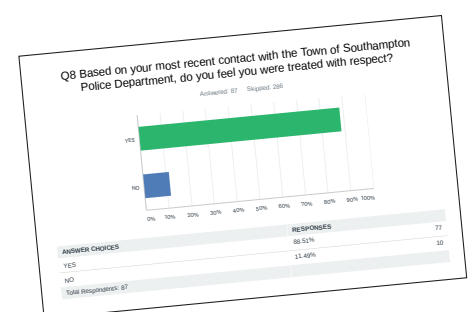 Q8 Based on your most recent contact with the Town of Southampton
Police Department, do you feel you were treated with respect?
Answered: 87 Skipped: 286
YES
NO
0% 10% 20% 30% 40% 50% 60% 70% 80% 90% 100%
ANSWER CHOICES RESPONSES
YES 88.51% 77
NO 11.49% 10
Total Respondents: 87